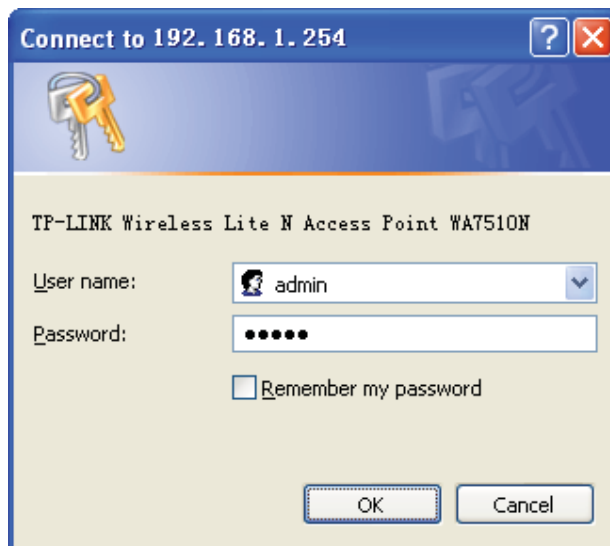 Connect to 192.168.1.254
TP-LINK Wireless Lite N Access Point WA7510N
User name:
admin
Password:
●●●●●
Remember my password
OK
Cancel